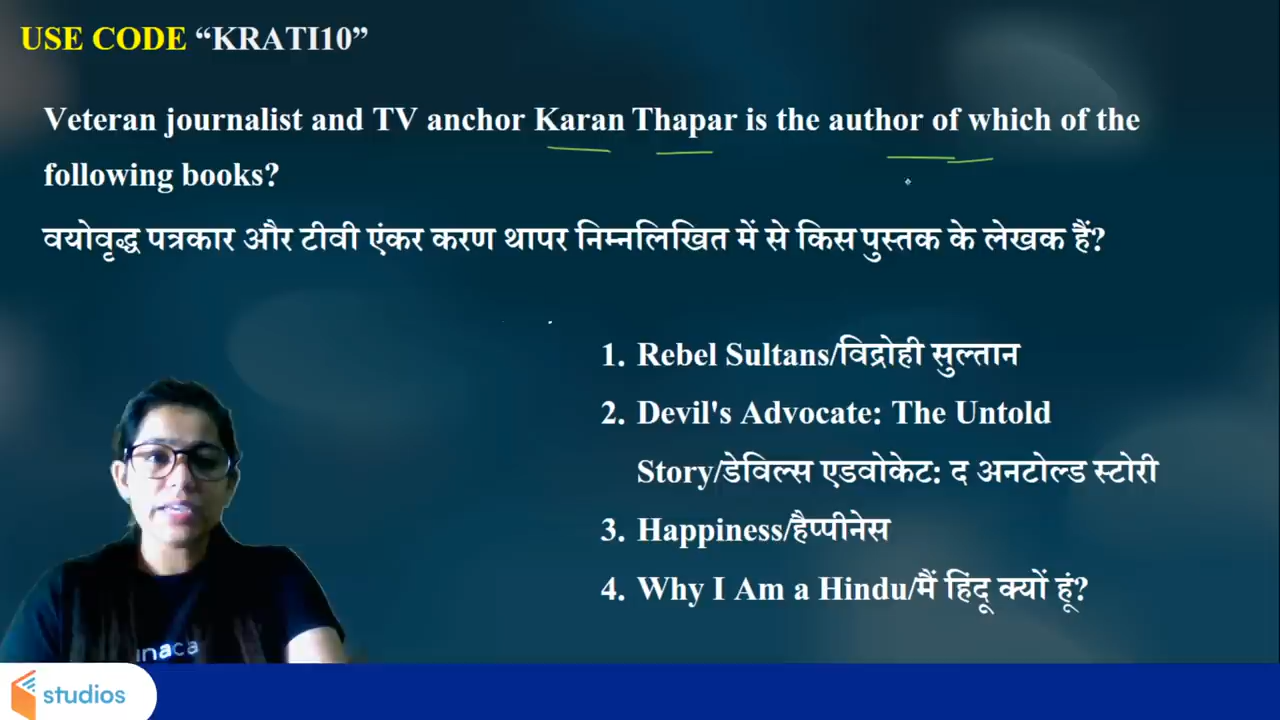 USE CODE “KRATI10”
Veteran journalist and TV anchor Karan Thapar is the author of which of the
following books?
वयोवृद्ध पत्रकार और टीवी एंकर करण थापर निम्नलिखित में से किस पुस्तक के लेखक हैं?
1. Rebel Sultans/विद्रोही सुल्तान
2. Devil's Advocate: The Untold
Story/डेविल्स एडवोकेट: द अनटोल्ड स्टोरी
3. Happiness/हैप्पीनेस
4. Why I Am a Hindu/मैं हिंदू क्यों हूं?
unaca
studios